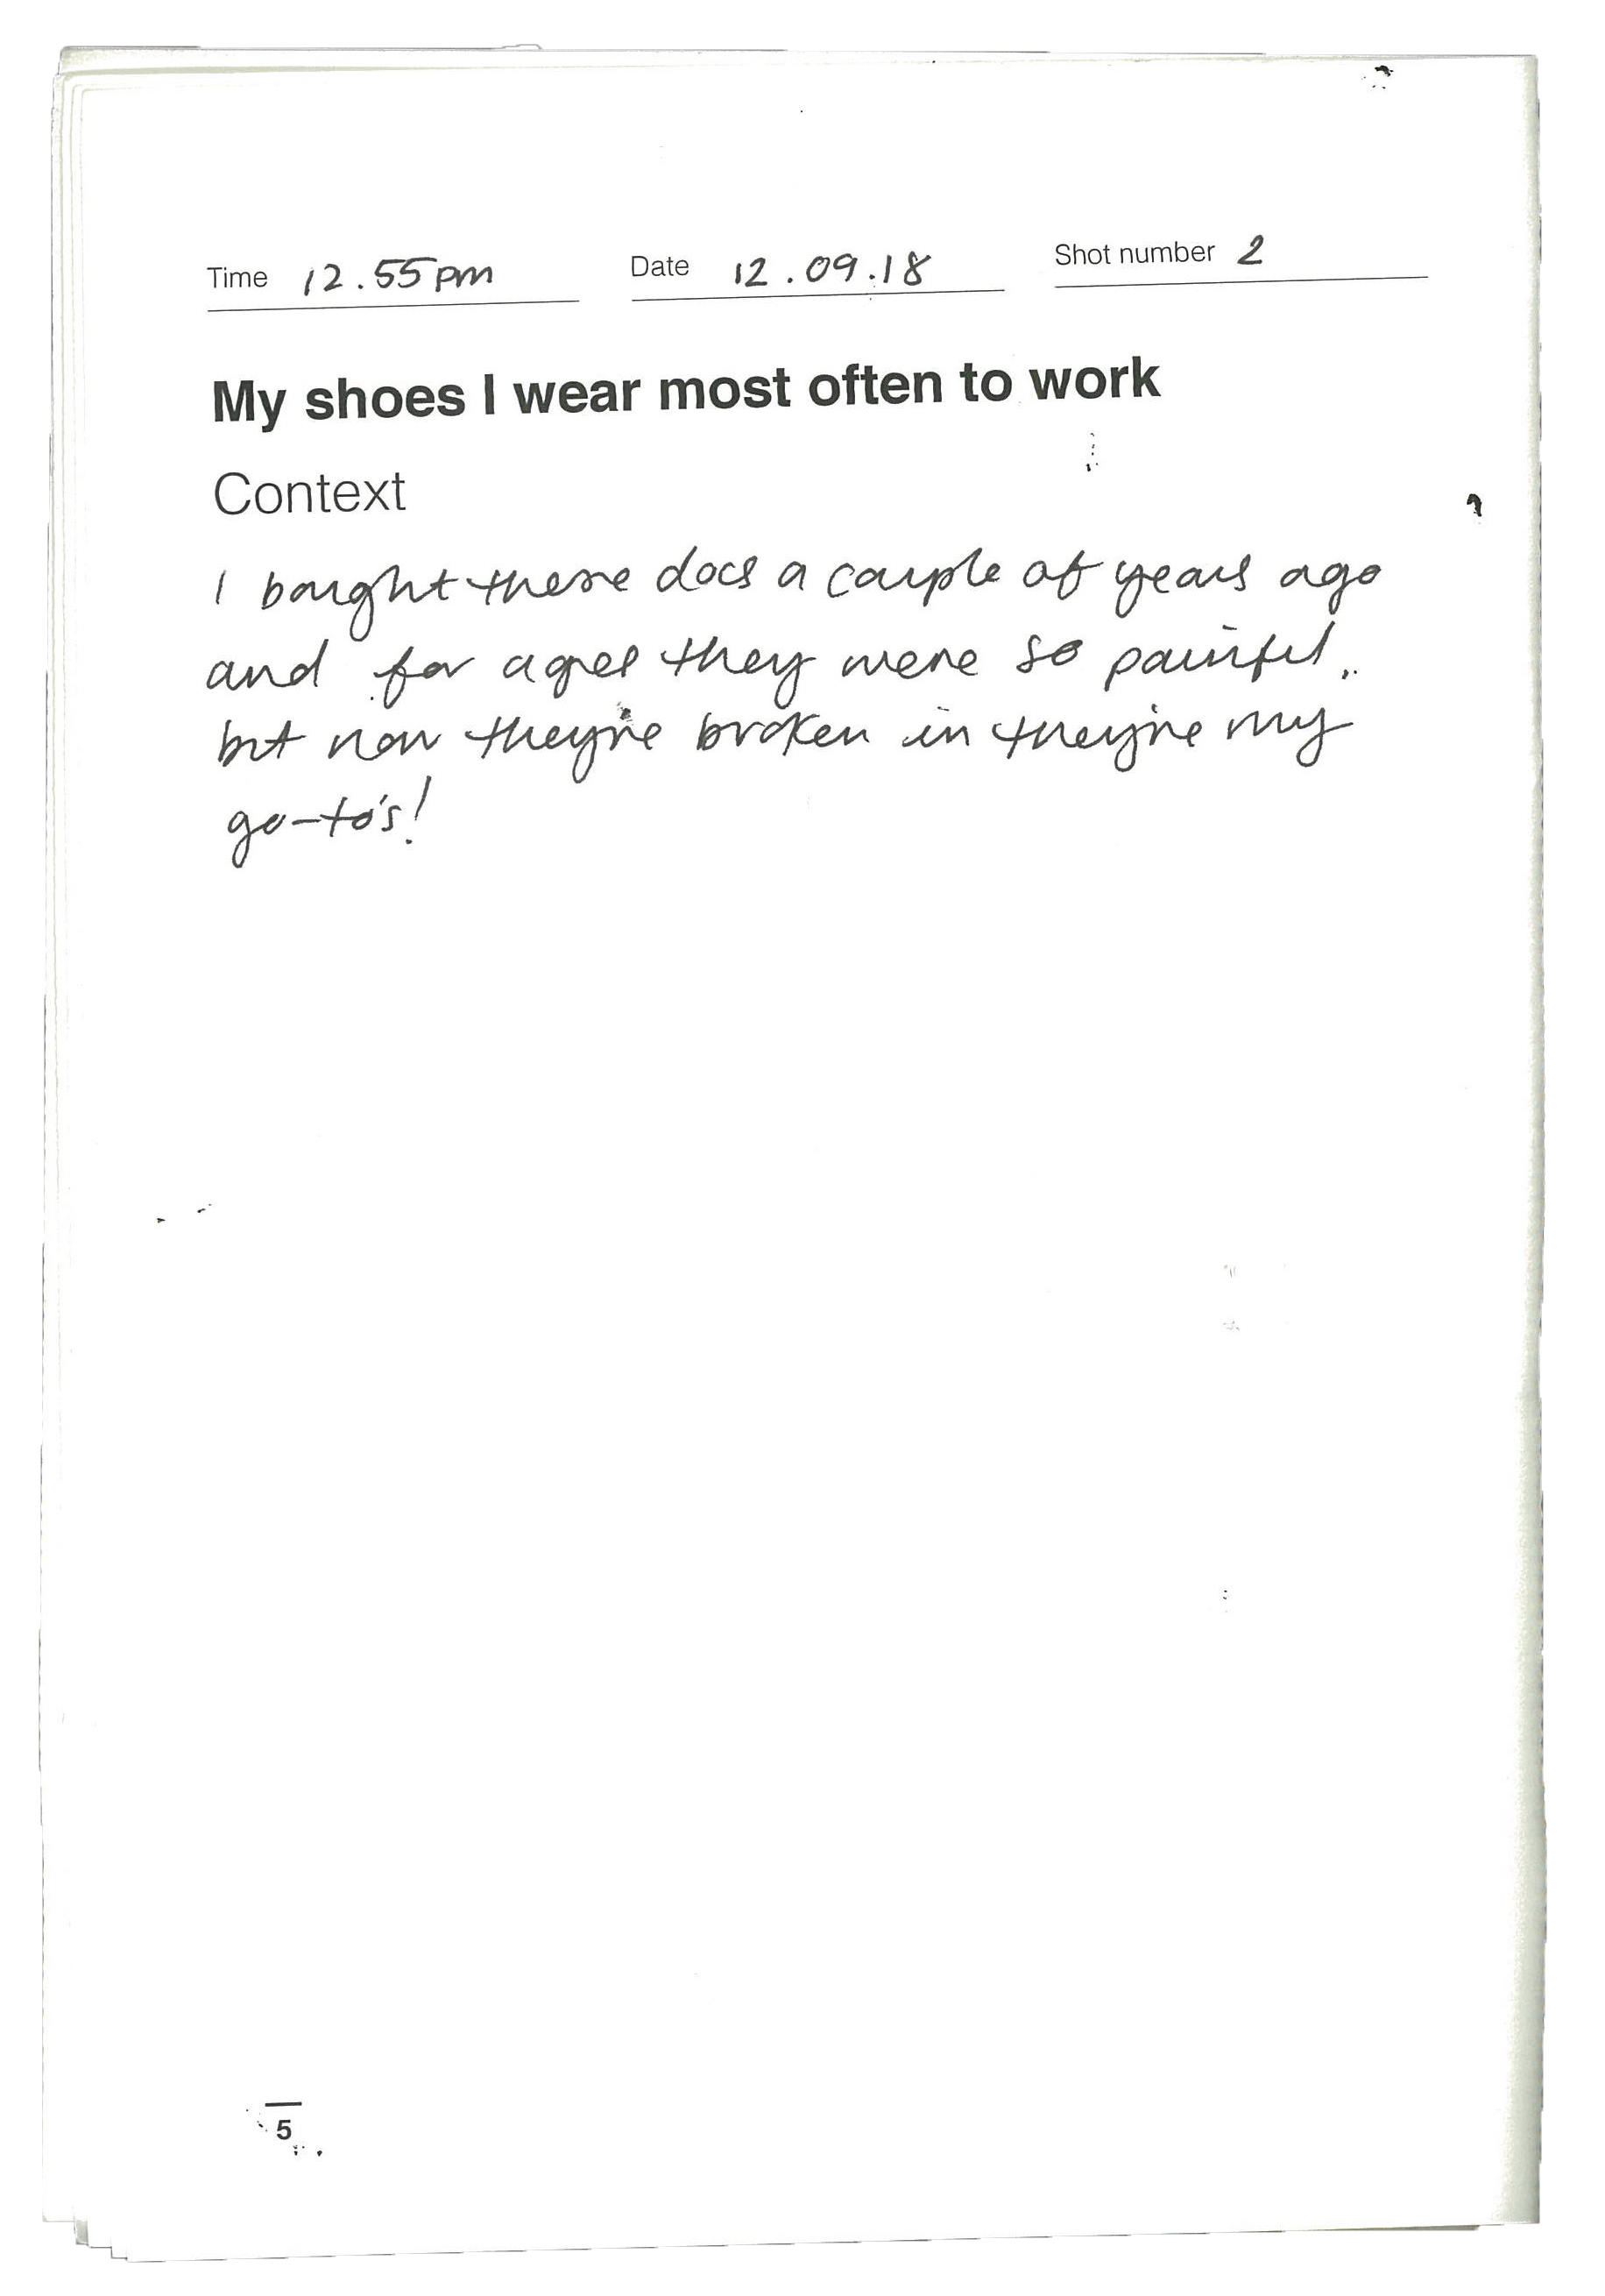 Time 12.55pm Date 12.09.18 Shot number 2
My shoes I wear most often to work
Context
I bought these docs a couple of years ago
and for ages they were so painful,
but now they're broken in they're my
go-to's!
5